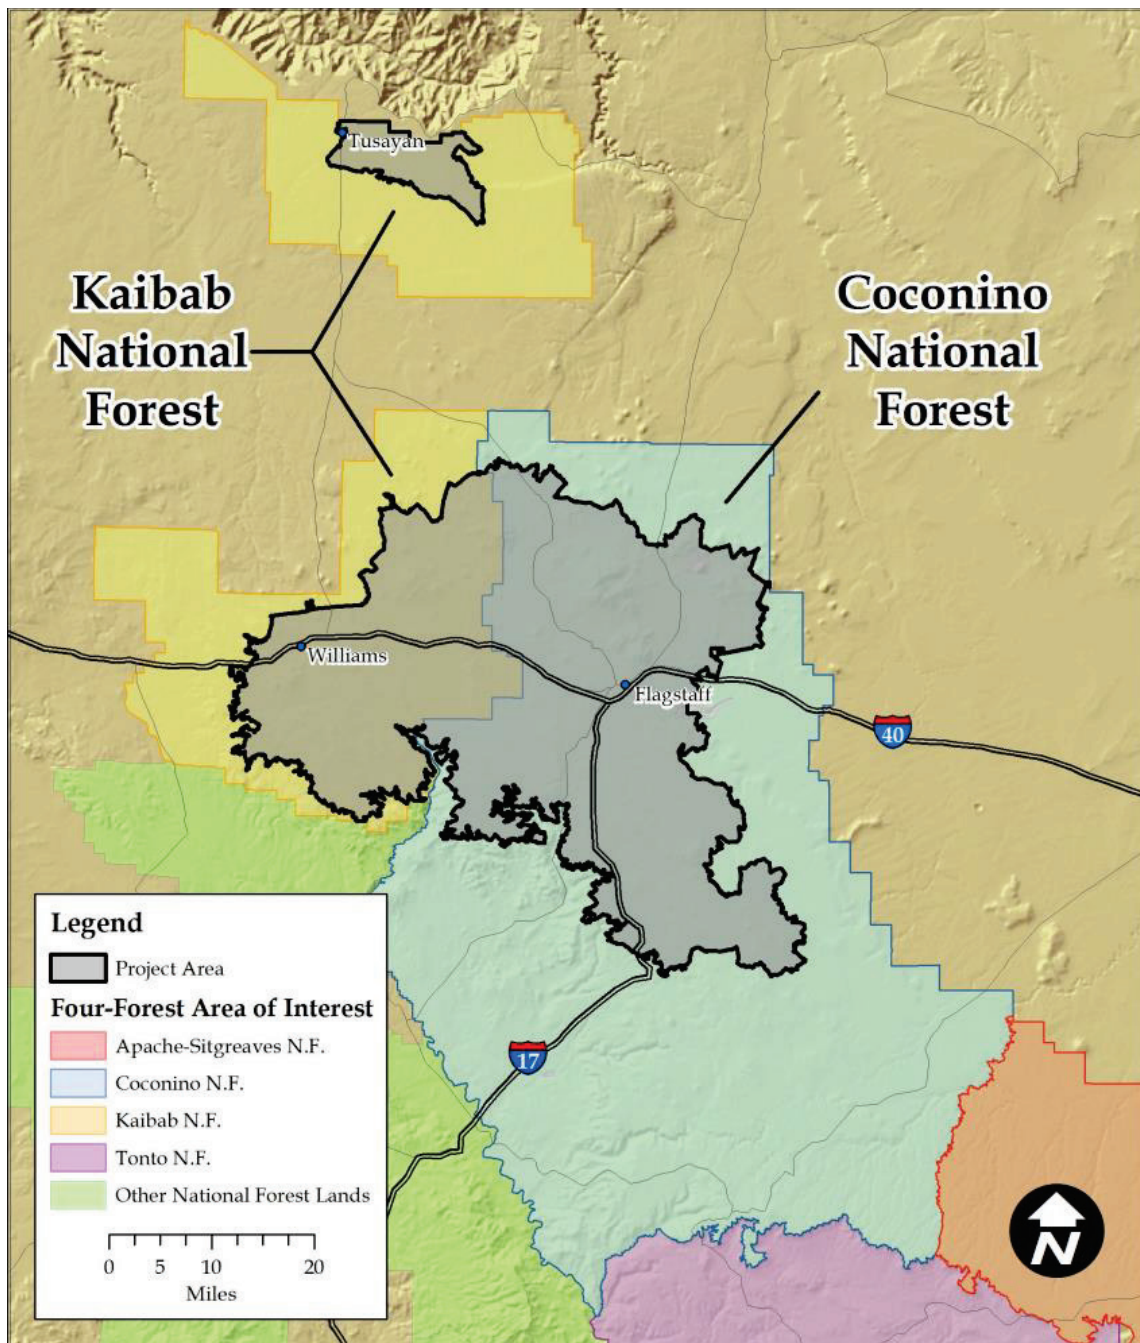 Tusayan
Kaibab
National
Forest
Coconino
National
Forest
Williams
Flagstaff
40
17
Legend
Project Area
Four-Forest Area of Interest
Apache-Sitgreaves N.F.
Coconino N.F.
Kaibab N.F.
Tonto N.F.
Other National Forest Lands
0 5 10 20
Miles
N